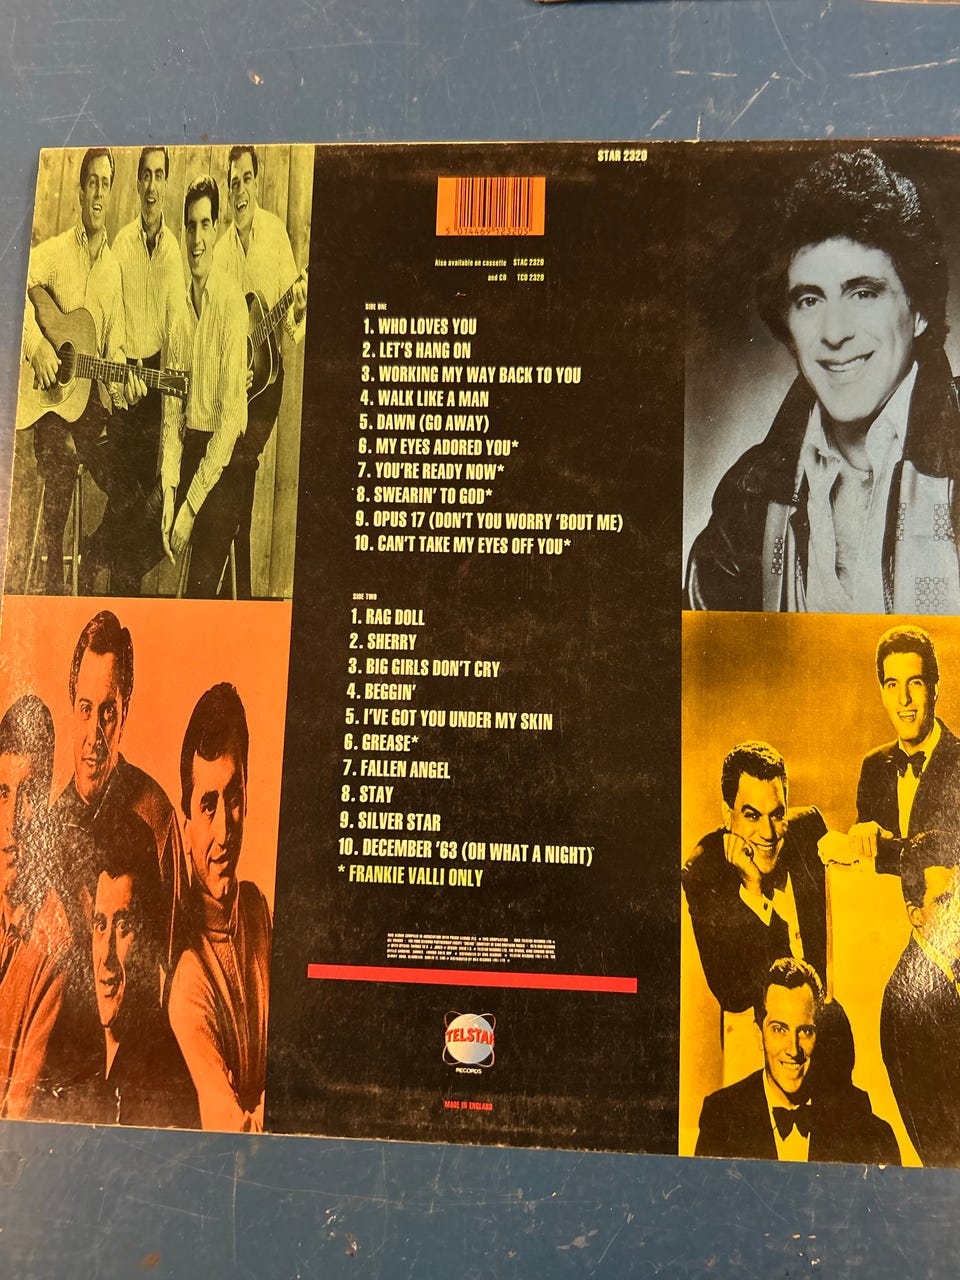 STAR 2320
5 014469 123205
Also available on cassette STAC 2320
and CD TCD 2320
SIDE ONE
1. WHO LOVES YOU
2. LET'S HANG ON
3. WORKING MY WAY BACK TO YOU
4. WALK LIKE A MAN
5. DAWN (GO AWAY)
6. MY EYES ADORED YOU*
7. YOU'RE READY NOW*
8. SWEARIN' TO GOD*
9. OPUS 17 (DON'T YOU WORRY 'BOUT ME)
10. CAN'T TAKE MY EYES OFF YOU*
SIDE TWO
1. RAG DOLL
2. SHERRY
3. BIG GIRLS DON'T CRY
4. BEGGIN'
5. I'VE GOT YOU UNDER MY SKIN
6. GREASE*
7. FALLEN ANGEL
8. STAY
9. SILVER STAR
10. DECEMBER '63 (OH WHAT A NIGHT)
* FRANKIE VALLI ONLY
TELSTAR
RECORDS
MADE IN ENGLAND